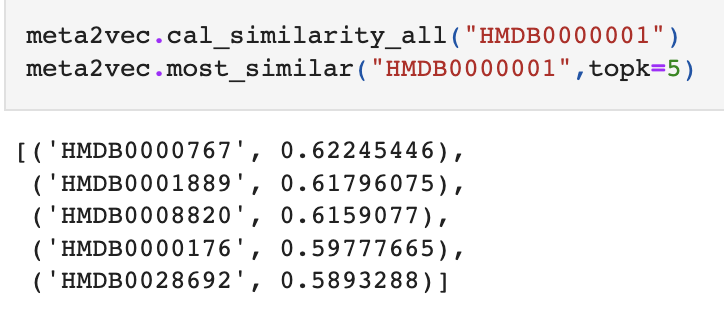 meta2vec.cal_similarity_all("HMDB0000001")
meta2vec.most_similar("HMDB0000001",topk=5)
[('HMDB0000767', 0.62245446),
('HMDB0001889', 0.61796075),
('HMDB0008820', 0.6159077),
('HMDB0000176', 0.59777665),
('HMDB0028692', 0.5893288)]